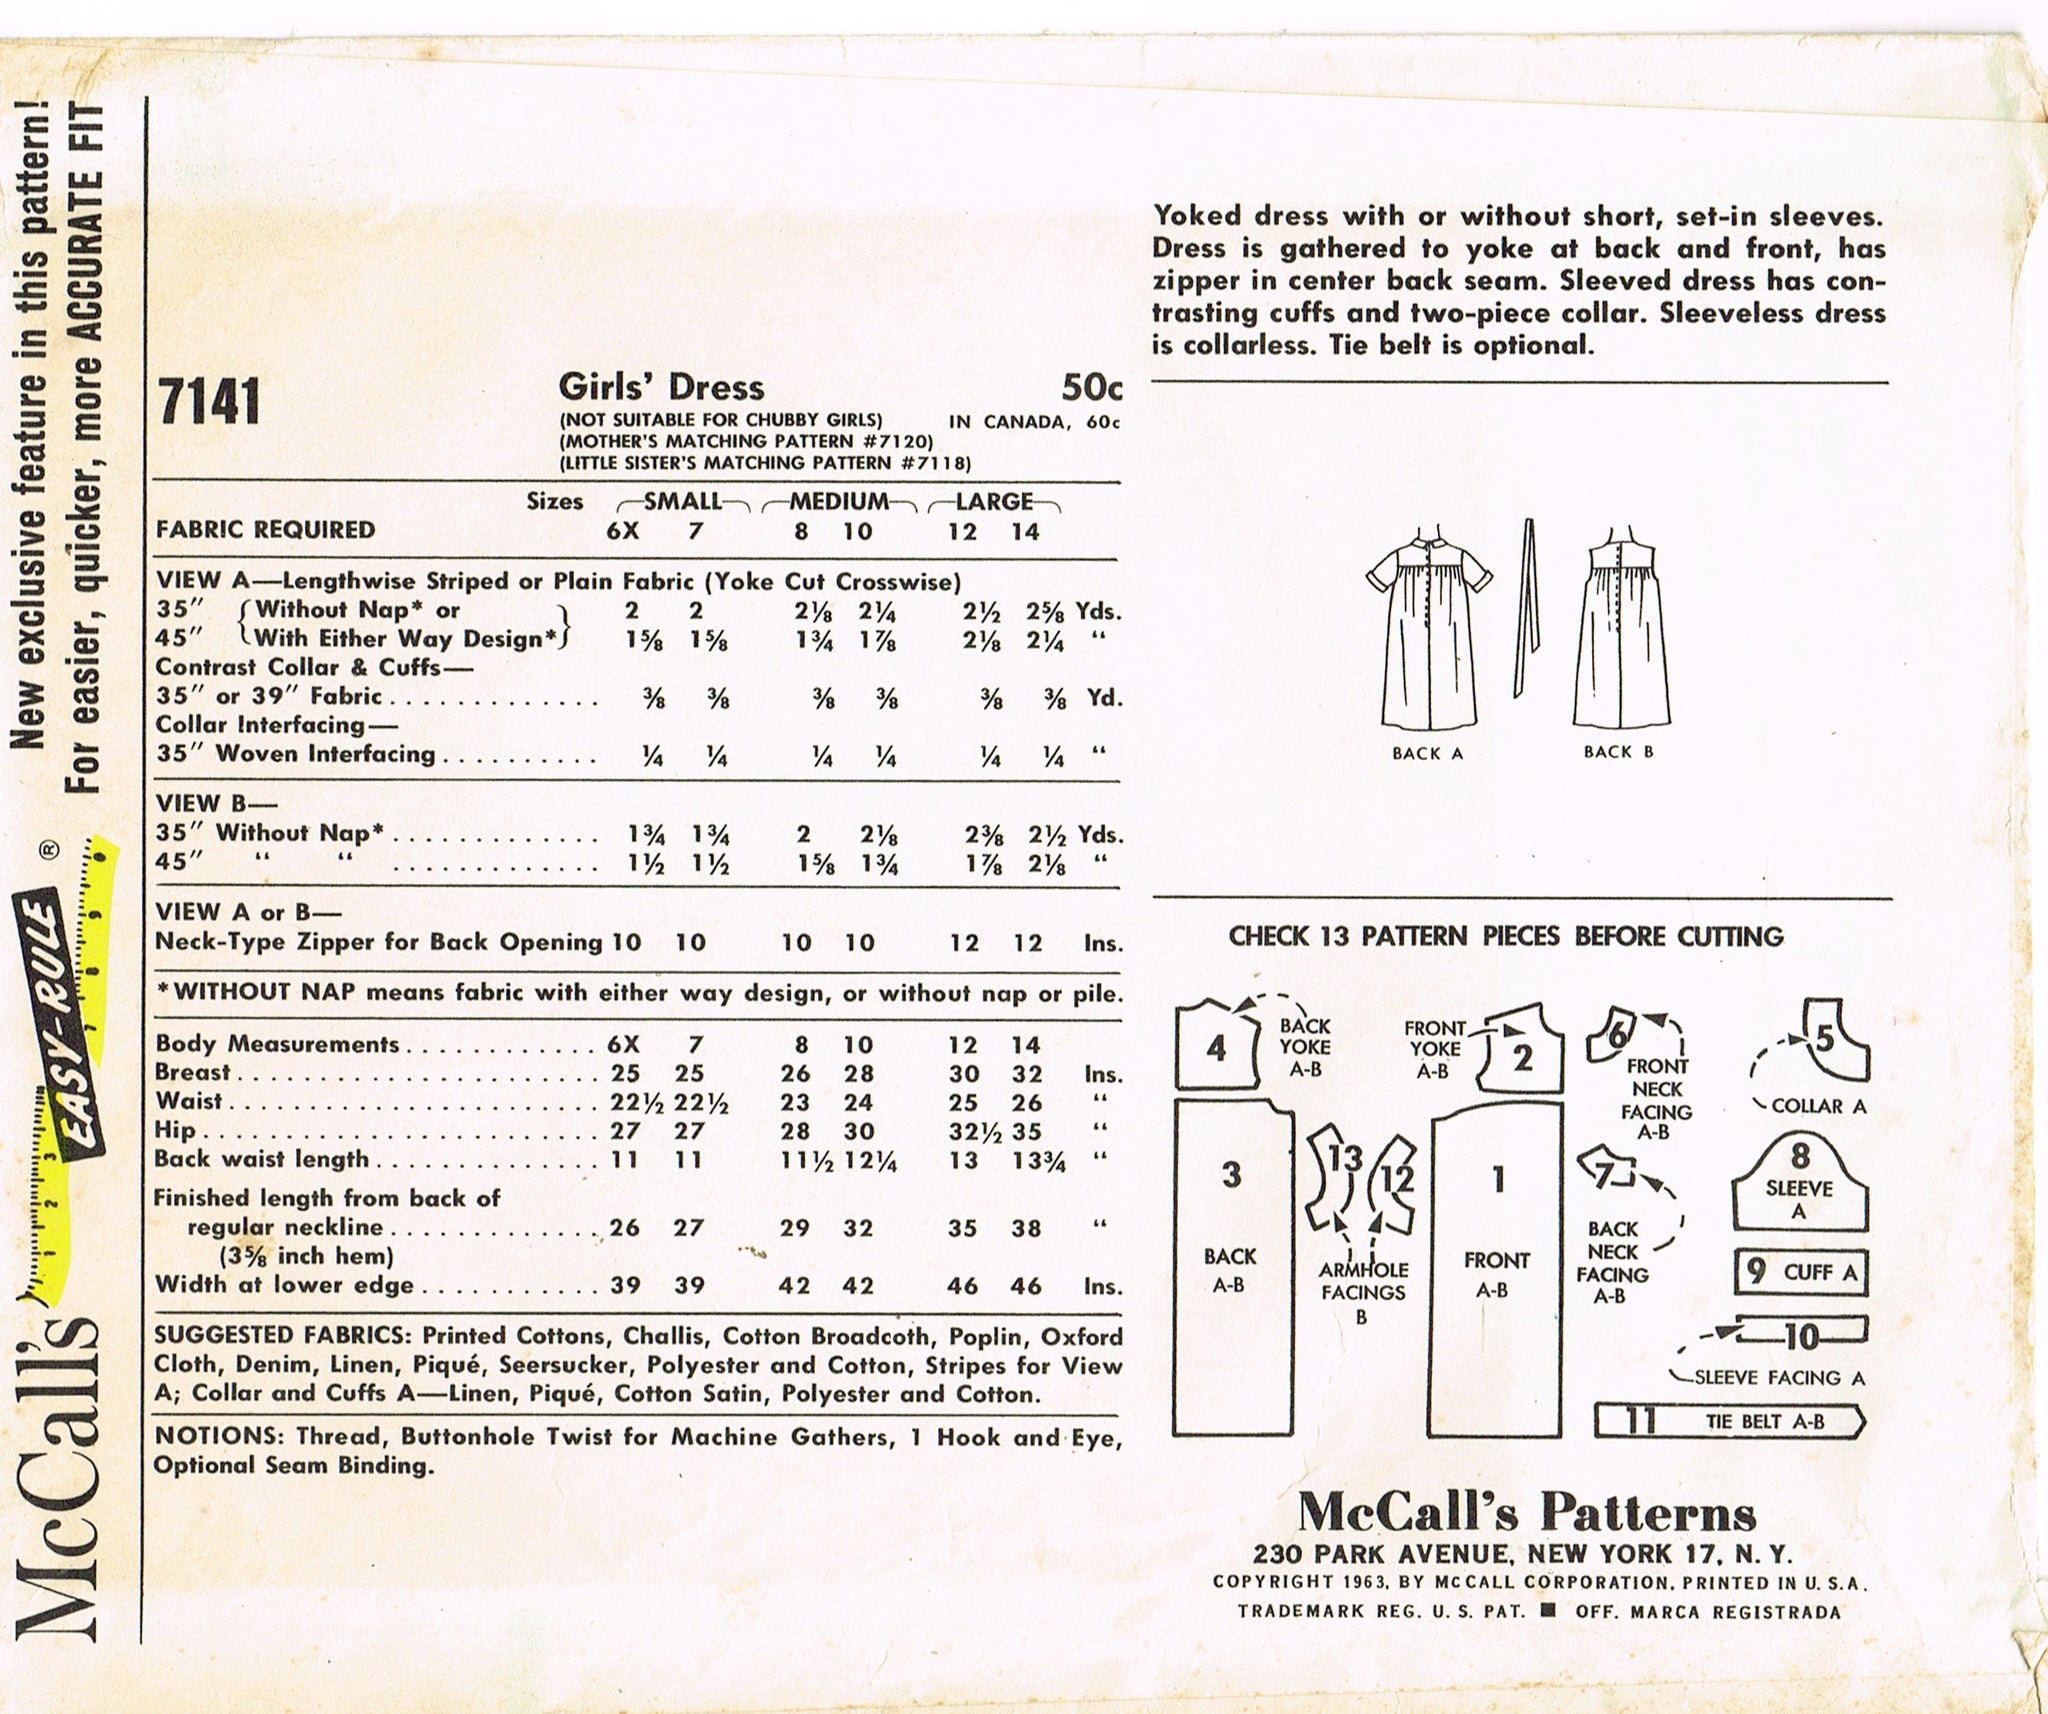 New exclusive feature in this pattern!
For easier, quicker, more ACCURATE FIT
McCall's
EASY-RULE ®
1 2 3
7 8 9
7141
Girls' Dress 50c
(NOT SUITABLE FOR CHUBBY GIRLS) IN CANADA, 60c
(MOTHER'S MATCHING PATTERN #7120)
(LITTLE SISTER'S MATCHING PATTERN #7118)
Sizes SMALL MEDIUM LARGE
FABRIC REQUIRED 6X 7 8 10 12 14
VIEW A—Lengthwise Striped or Plain Fabric (Yoke Cut Crosswise)
35" {Without Nap* or} 2 2 2⅛ 2¼ 2½ 2⅝ Yds.
45" {With Either Way Design*} 1⅝ 1⅝ 1¾ 1⅞ 2⅛ 2¼ "
Contrast Collar & Cuffs—
35" or 39" Fabric............. ⅜ ⅜ ⅜ ⅜ ⅜ ⅜ Yd.
Collar Interfacing—
35" Woven Interfacing.......... ¼ ¼ ¼ ¼ ¼ ¼ "
VIEW B—
35" Without Nap*............. 1¾ 1¾ 2 2⅛ 2⅜ 2½ Yds.
45" " " ............. 1½ 1½ 1⅝ 1¾ 1⅞ 2⅛ "
VIEW A or B—
Neck-Type Zipper for Back Opening 10 10 10 10 12 12 Ins.
*WITHOUT NAP means fabric with either way design, or without nap or pile.
Body Measurements............ 6X 7 8 10 12 14
Breast........................ 25 25 26 28 30 32 Ins.
Waist........................ 22½ 22½ 23 24 25 26 "
Hip.......................... 27 27 28 30 32½ 35 "
Back waist length.............. 11 11 11½ 12¼ 13 13¾ "
Finished length from back of
regular neckline............. 26 27 29 32 35 38 "
(3⅝ inch hem)
Width at lower edge........... 39 39 42 42 46 46 Ins.
SUGGESTED FABRICS: Printed Cottons, Challis, Cotton Broadcoth, Poplin, Oxford
Cloth, Denim, Linen, Piqué, Seersucker, Polyester and Cotton, Stripes for View
A; Collar and Cuffs A—Linen, Piqué, Cotton Satin, Polyester and Cotton.
NOTIONS: Thread, Buttonhole Twist for Machine Gathers, 1 Hook and Eye,
Optional Seam Binding.
Yoked dress with or without short, set-in sleeves.
Dress is gathered to yoke at back and front, has
zipper in center back seam. Sleeved dress has con-
trasting cuffs and two-piece collar. Sleeveless dress
is collarless. Tie belt is optional.
BACK A BACK B
CHECK 13 PATTERN PIECES BEFORE CUTTING
4
BACK
YOKE
A-B
FRONT
YOKE
A-B
2
6
FRONT
NECK
FACING
A-B
5
COLLAR A
3
BACK
A-B
13 12
ARMHOLE
FACINGS
B
1
FRONT
A-B
7
BACK
NECK
FACING
A-B
8
SLEEVE
A
9 CUFF A
10
SLEEVE FACING A
11 TIE BELT A-B
McCall's Patterns
230 PARK AVENUE, NEW YORK 17, N. Y.
COPYRIGHT 1963, BY McCALL CORPORATION. PRINTED IN U. S. A.
TRADEMARK REG. U. S. PAT. ■ OFF. MARCA REGISTRADA